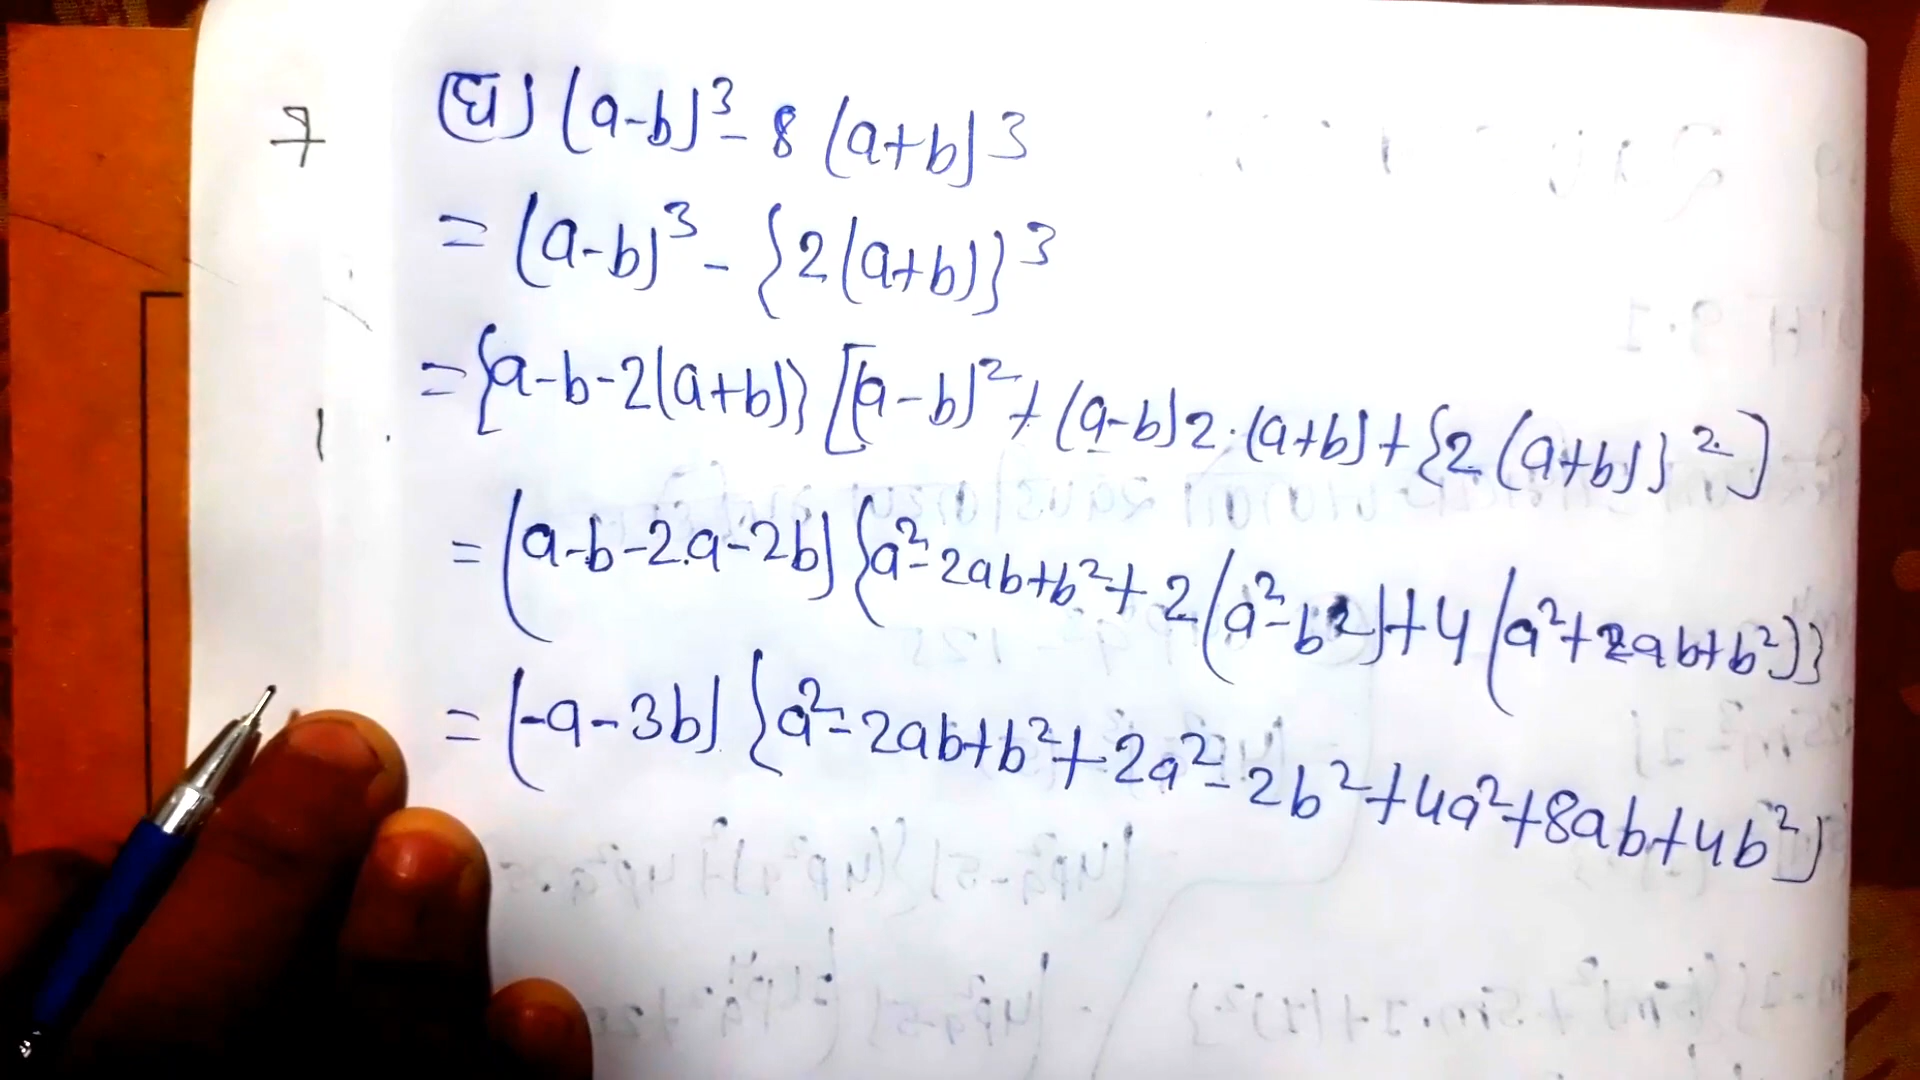 7
(घ) (a-b)³ - 8 (a+b)³
= (a-b)³ - {2(a+b)}³
= {a-b-2(a+b)} [(a-b)² + (a-b)2.(a+b) + {2(a+b)}²]
= (a-b-2a-2b) {a²-2ab+b² + 2(a²-b²) + 4(a²+2ab+b²)}
= (-a-3b) {a²-2ab+b²+2a²-2b²+4a²+8ab+4b²)